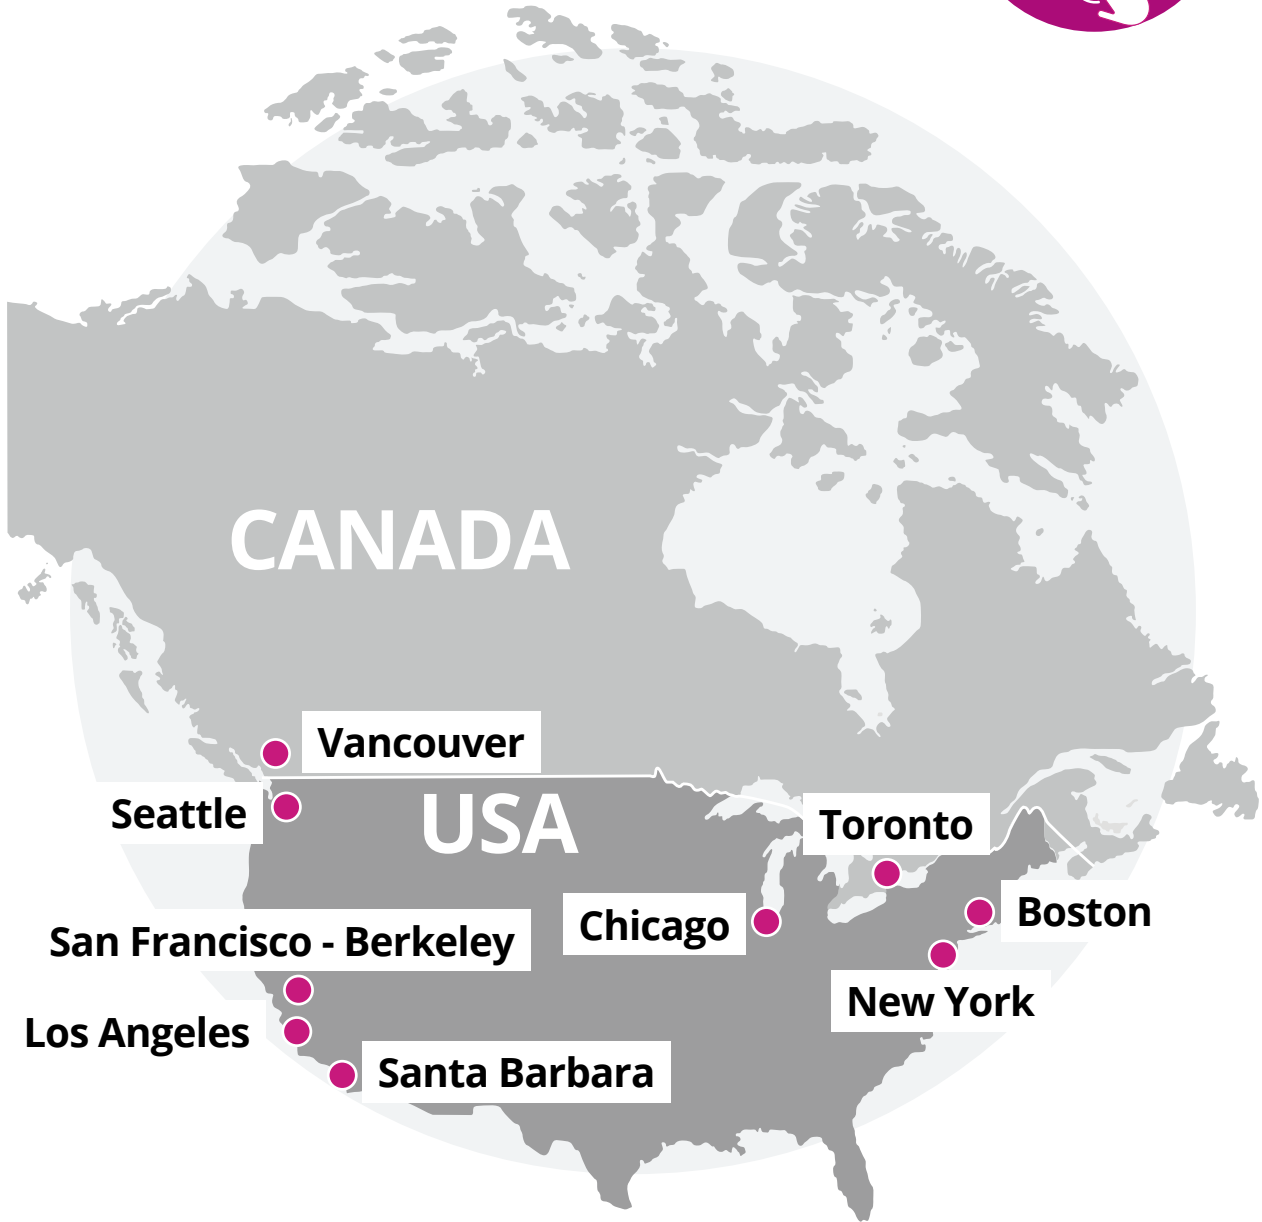 CANADA
Vancouver
Seattle
USA
Toronto
Chicago
Boston
San Francisco - Berkeley
New York
Los Angeles
Santa Barbara